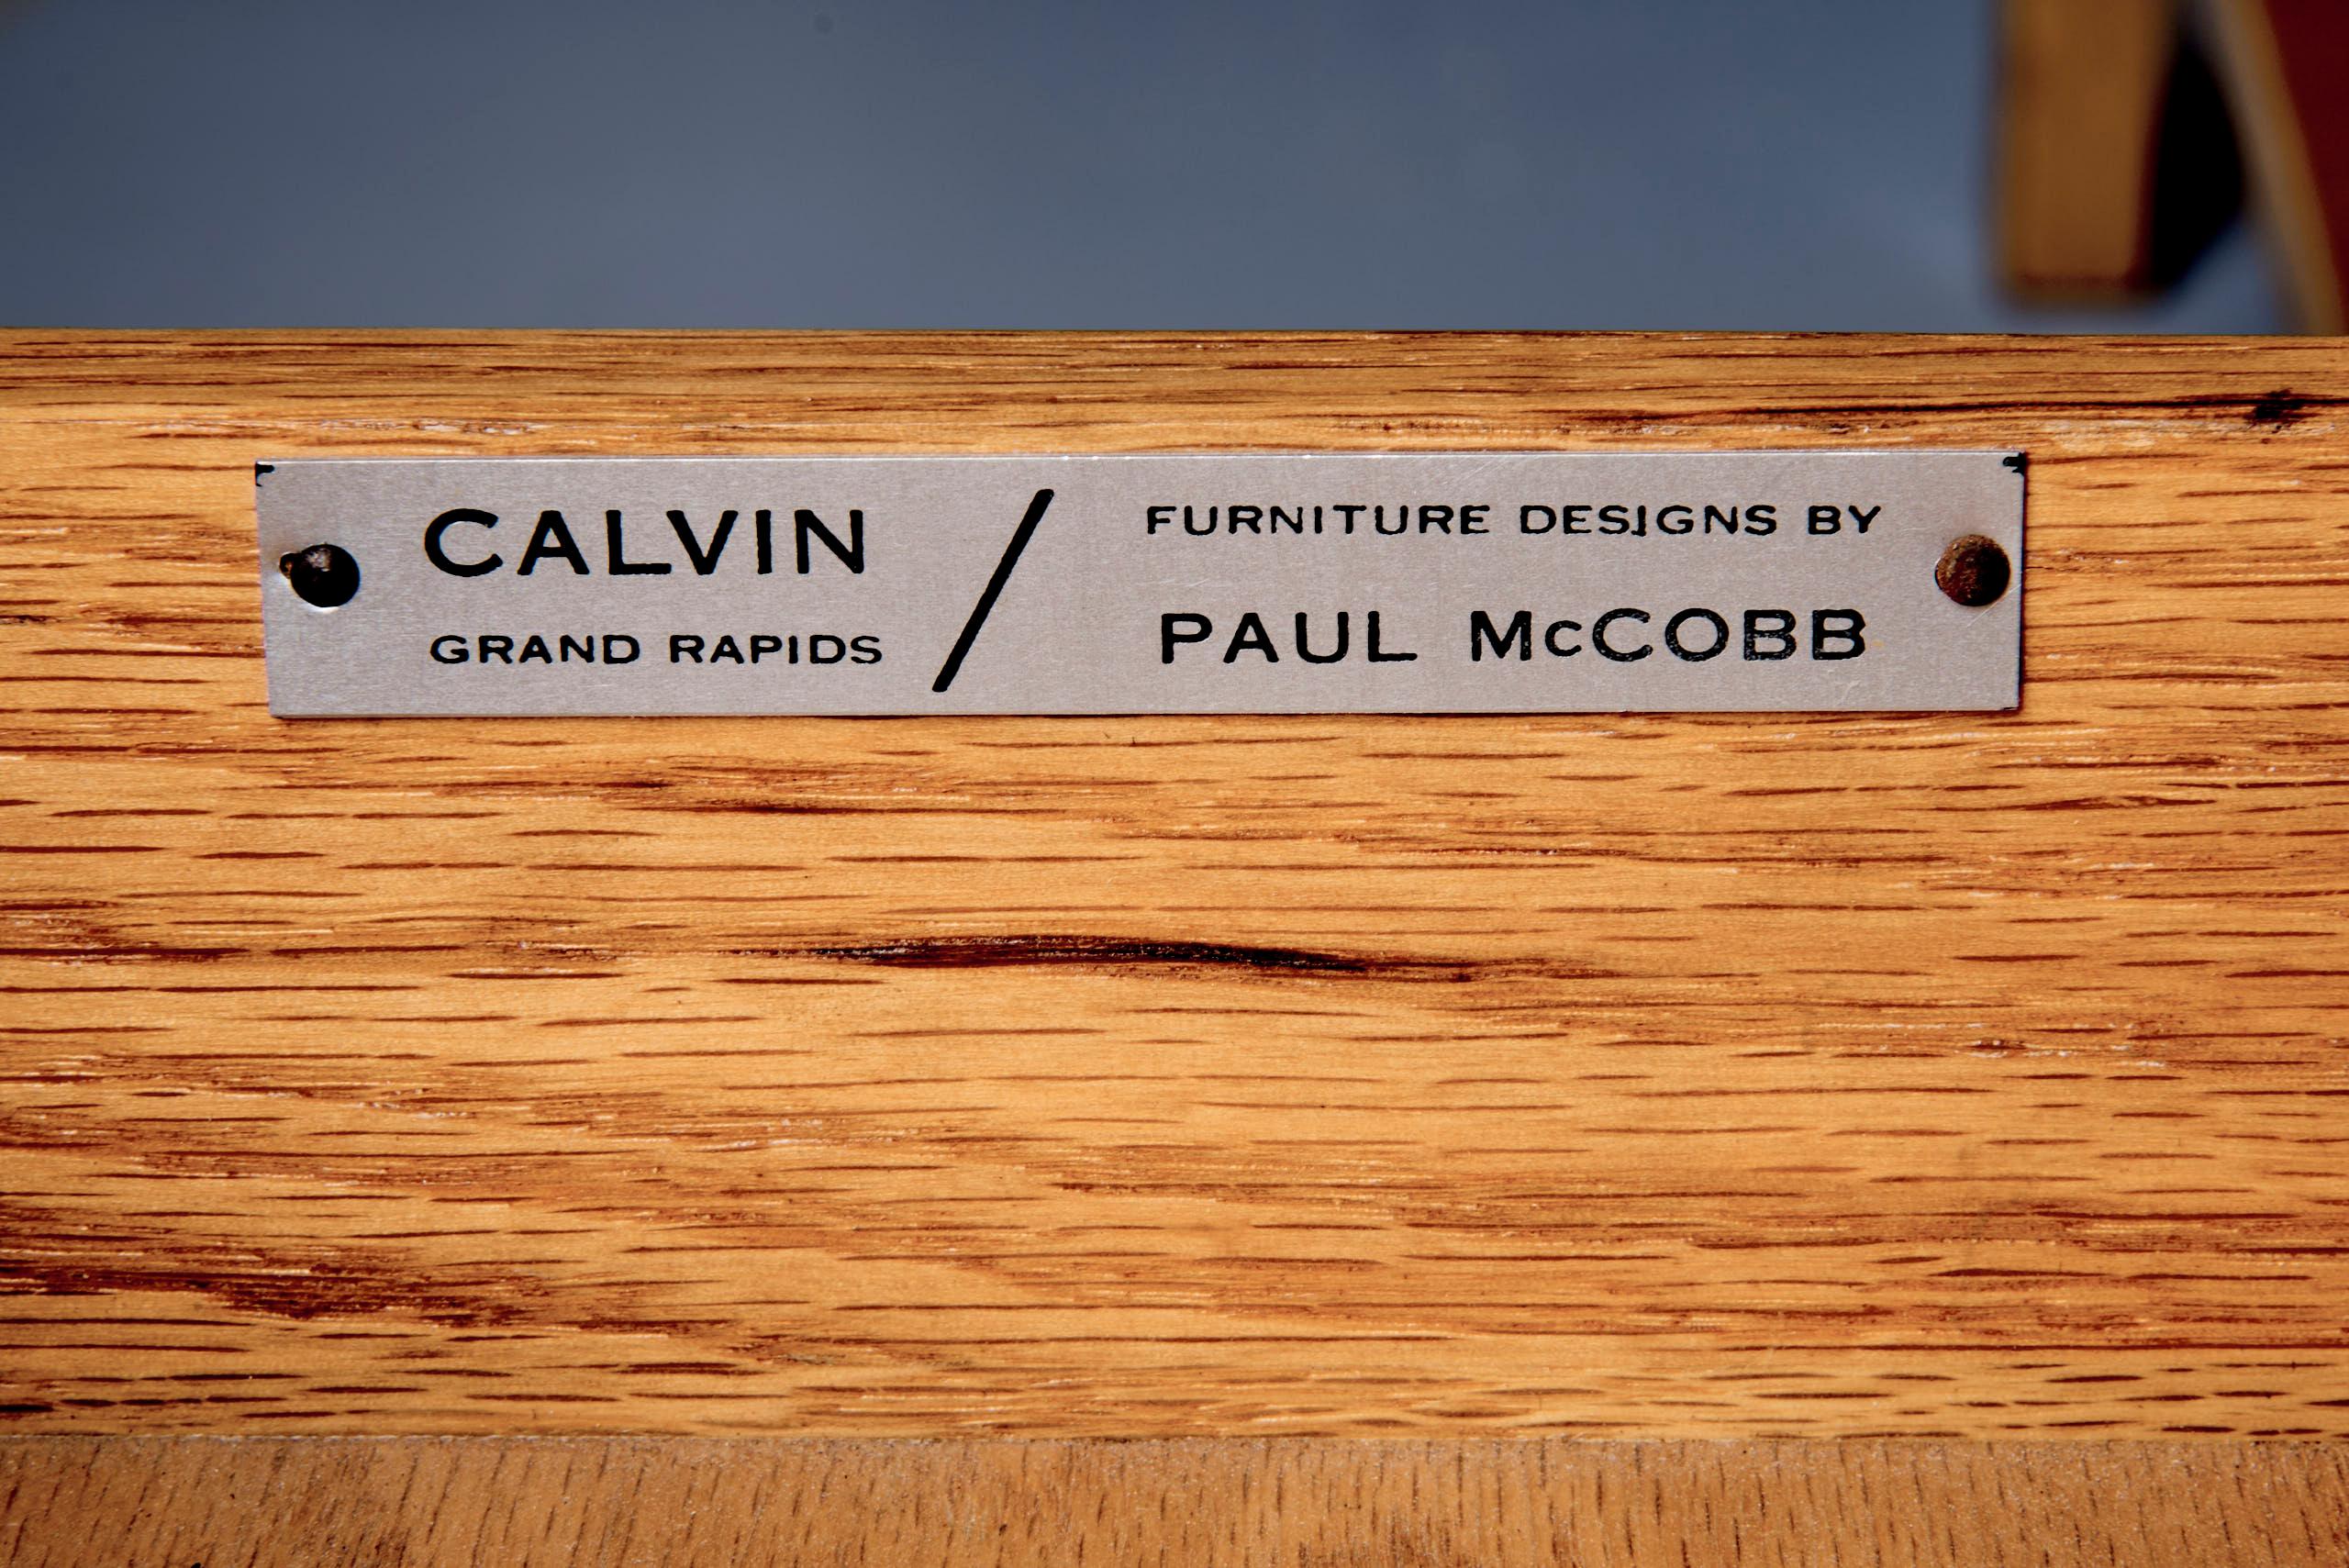 CALVIN
GRAND RAPIDS
/
FURNITURE DESIGNS BY
PAUL McCOBB